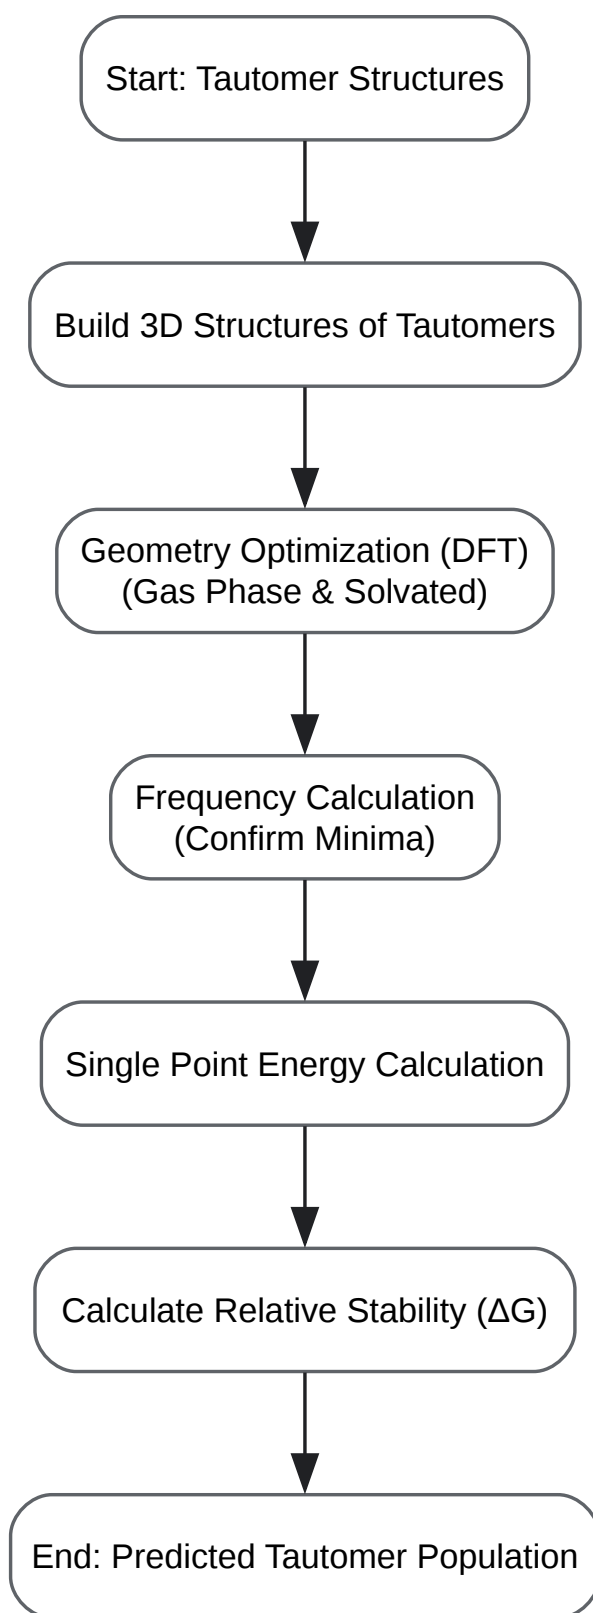 Start: Tautomer Structures
Build 3D Structures of Tautomers
Geometry Optimization (DFT)
(Gas Phase & Solvated)
Frequency Calculation
(Confirm Minima)
Single Point Energy Calculation
Calculate Relative Stability (ΔG)
End: Predicted Tautomer Population